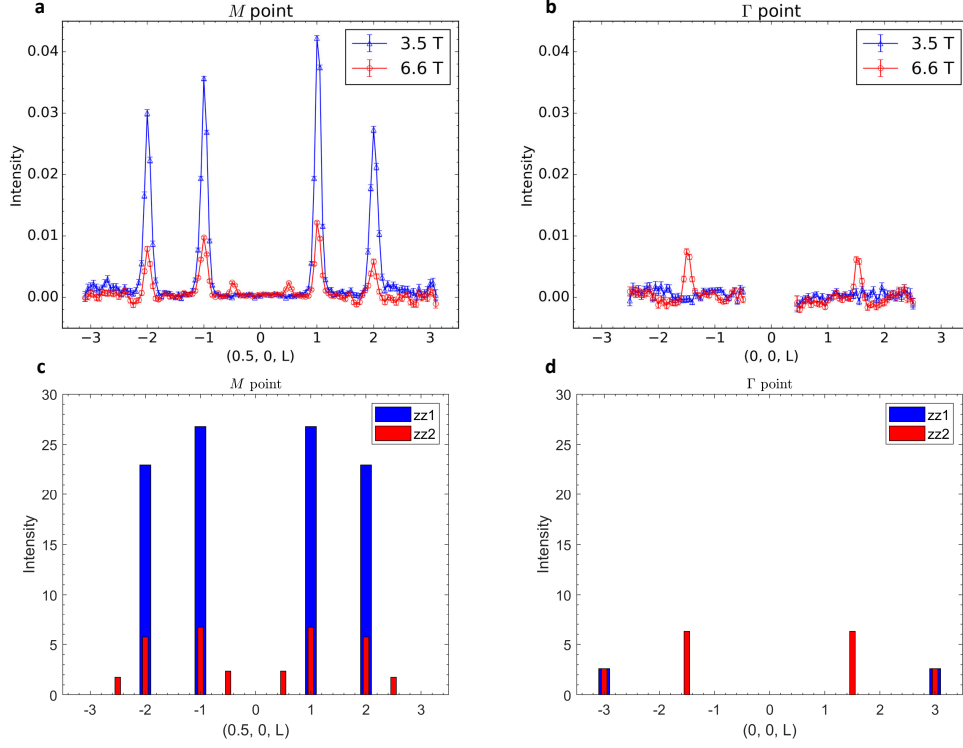 a
M point
0.04
0.03
0.02
0.01
0.00
Intensity
3.5 T
6.6 T
−3 −2 −1 0 1 2 3
(0.5, 0, L)
b
Γ point
0.04
0.03
0.02
0.01
0.00
Intensity
3.5 T
6.6 T
−3 −2 −1 0 1 2 3
(0, 0, L)
c
M point
30
25
20
15
10
5
0
Intensity
zz1
zz2
-3 -2 -1 0 1 2 3
(0.5, 0, L)
d
Γ point
30
25
20
15
10
5
0
Intensity
zz1
zz2
-3 -2 -1 0 1 2 3
(0, 0, L)